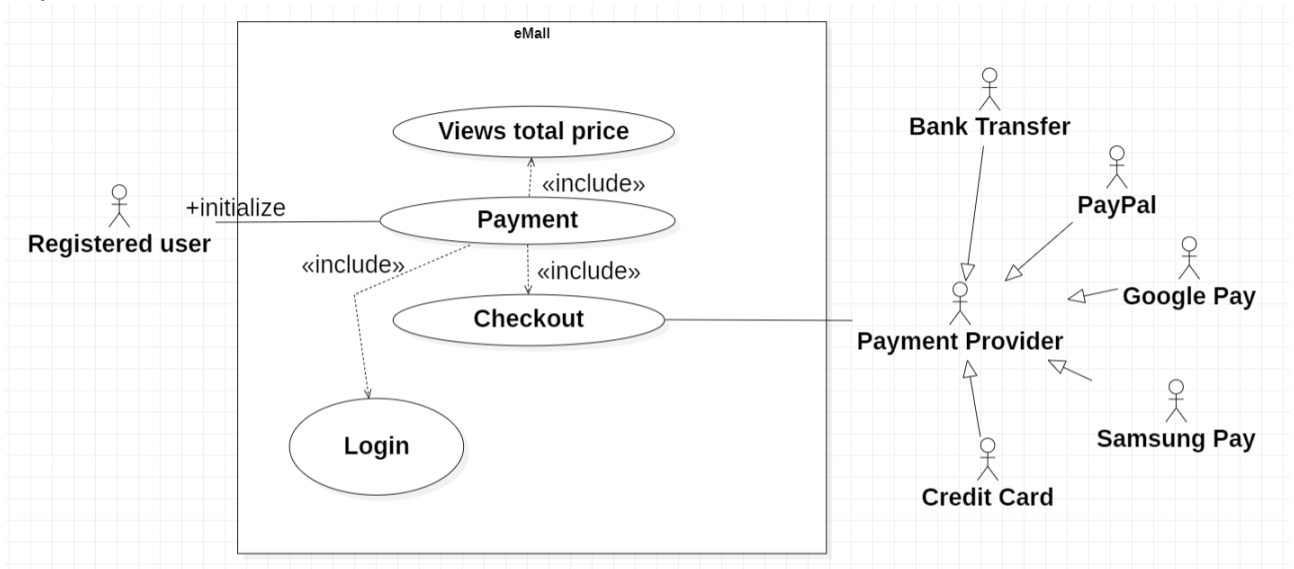 eMall
Bank Transfer
Views total price
«include»
PayPal
+initialize
Payment
Registered user
«include»
«include»
Google Pay
Checkout
Payment Provider
Samsung Pay
Login
Credit Card